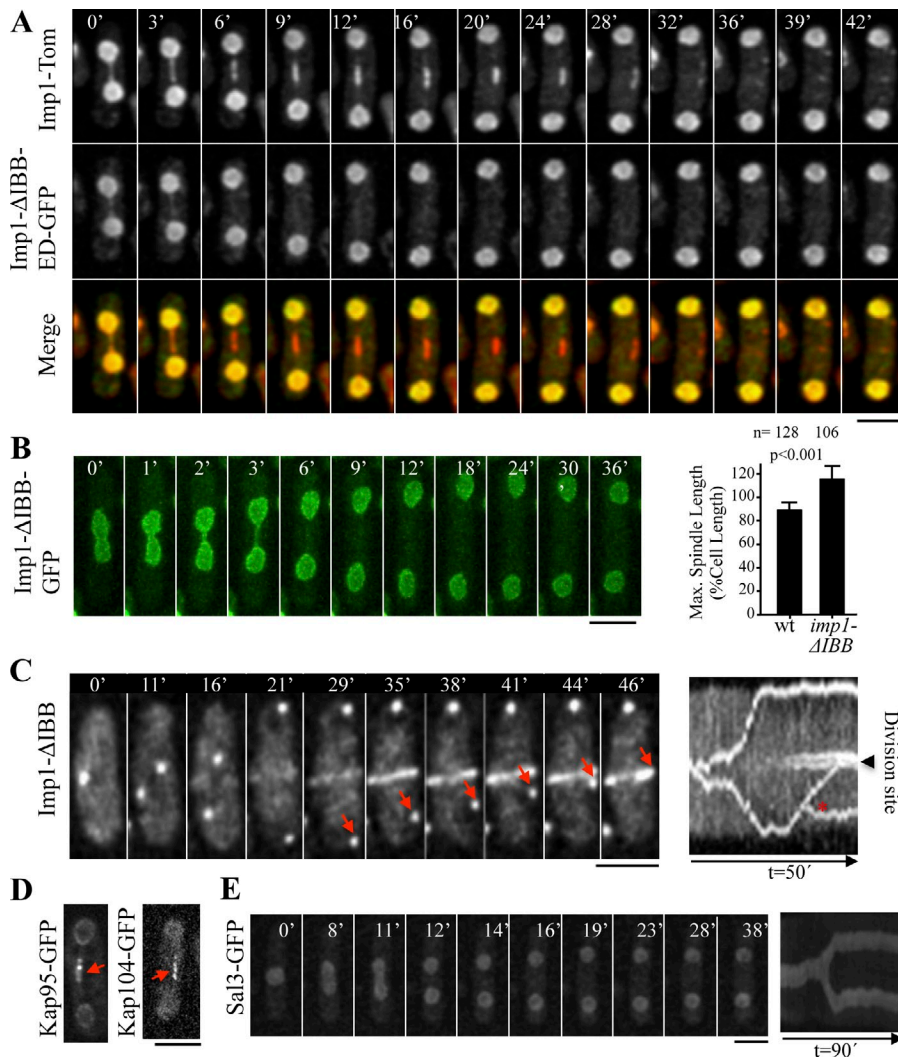 A
0’ 3’ 6’ 9’ 12’ 16’ 20’ 24’ 28’ 32’ 36’ 39’ 42’
Imp1-Tom
Imp1-ΔIBB-
ED-GFP
Merge
B
0’ 1’ 2’ 3’ 6’ 9’ 12’ 18’ 24’ 30’ 36’
Imp1-ΔIBB-
GFP
n= 128 106
p<0.001
Max. Spindle Length
(%Cell Length)
120
100
80
60
40
20
0
wt imp1-
ΔIBB
C
0’ 11’ 16’ 21’ 29’ 35’ 38’ 41’ 44’ 46’
Imp1-ΔIBB
*
Division site
t=50´
D
Kap95-GFP
Kap104-GFP
E
0’ 8’ 11’ 12’ 14’ 16’ 19’ 23’ 28’ 38’
Sal3-GFP
t=90´